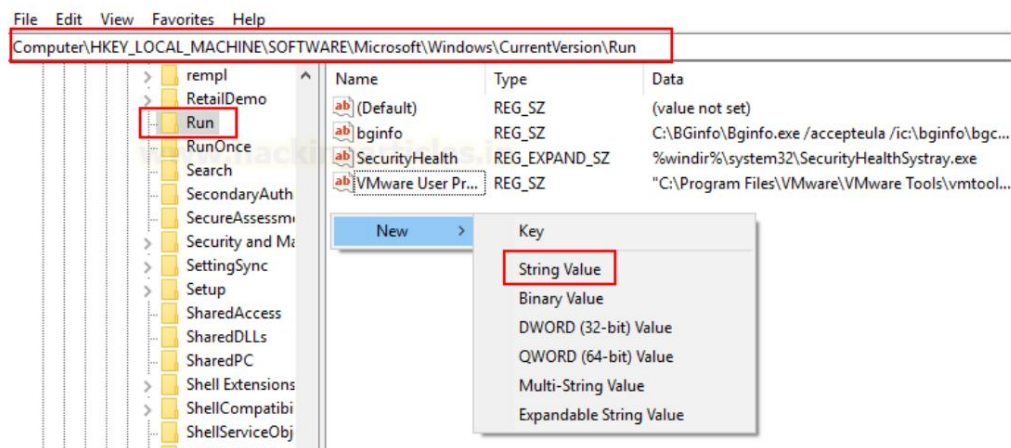 File Edit View Favorites Help
Computer\HKEY_LOCAL_MACHINE\SOFTWARE\Microsoft\Windows\CurrentVersion\Run
rempl
RetailDemo
Run
RunOnce
Search
SecondaryAuth
SecureAssessm
Security and Ma
SettingSync
Setup
SharedAccess
SharedDLLs
SharedPC
Shell Extensions
ShellCompatibi
ShellServiceObj
Name Type Data
(Default) REG_SZ (value not set)
bginfo REG_SZ C:\BGinfo\Bginfo.exe /accepteula /ic:\bginfo\bgc...
SecurityHealth REG_EXPAND_SZ %windir%\system32\SecurityHealthSystray.exe
VMware User Pr... REG_SZ "C:\Program Files\VMware\VMware Tools\vmtool...
New >
Key
String Value
Binary Value
DWORD (32-bit) Value
QWORD (64-bit) Value
Multi-String Value
Expandable String Value